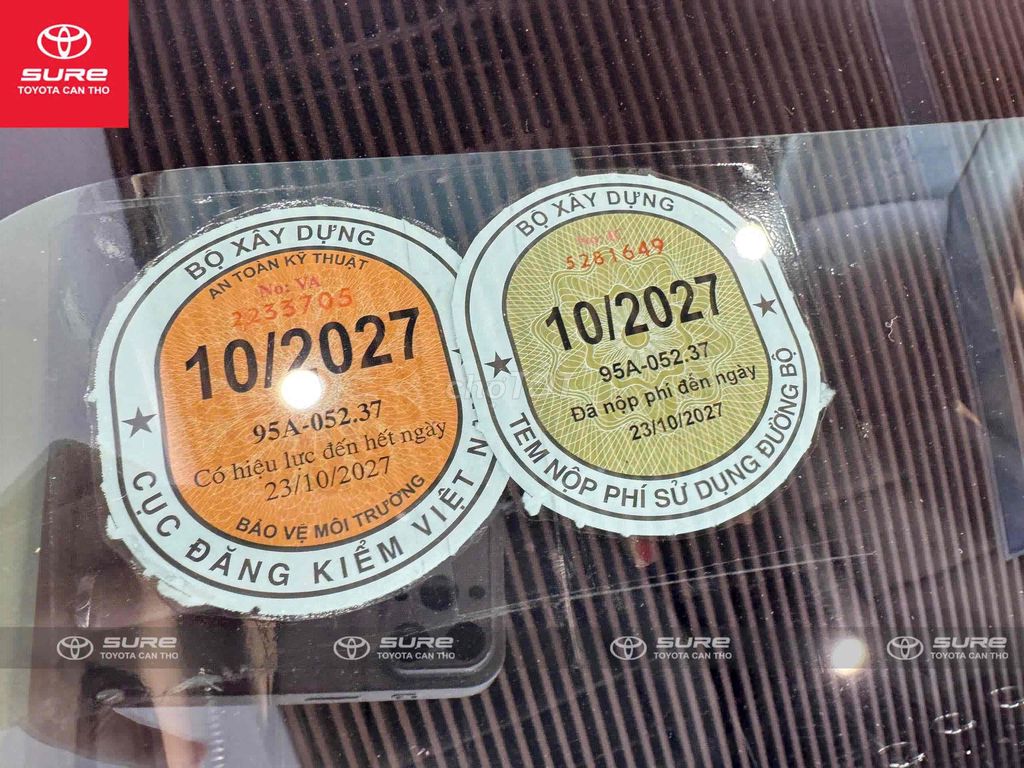 SURE
TOYOTA CAN THO
BỘ XÂY DỰNG
AN TOÀN KỸ THUẬT
No: VA
2233705
10/2027
95A-052.37
Có hiệu lực đến hết ngày
23/10/2027
BẢO VỆ MÔI TRƯỜNG
CỤC ĐĂNG KIỂM VIỆT
BỘ XÂY DỰNG
5281649
10/2027
95A-052.37
Đã nộp phí đến ngày
23/10/2027
TEM NỘP PHÍ SỬ DỤNG ĐƯỜNG BỘ
SURE
TOYOTA CAN THO
SURE
TOYOTA CAN THO
SURE
TOYOTA CAN THO
SURE
TOYOTA CAN THO